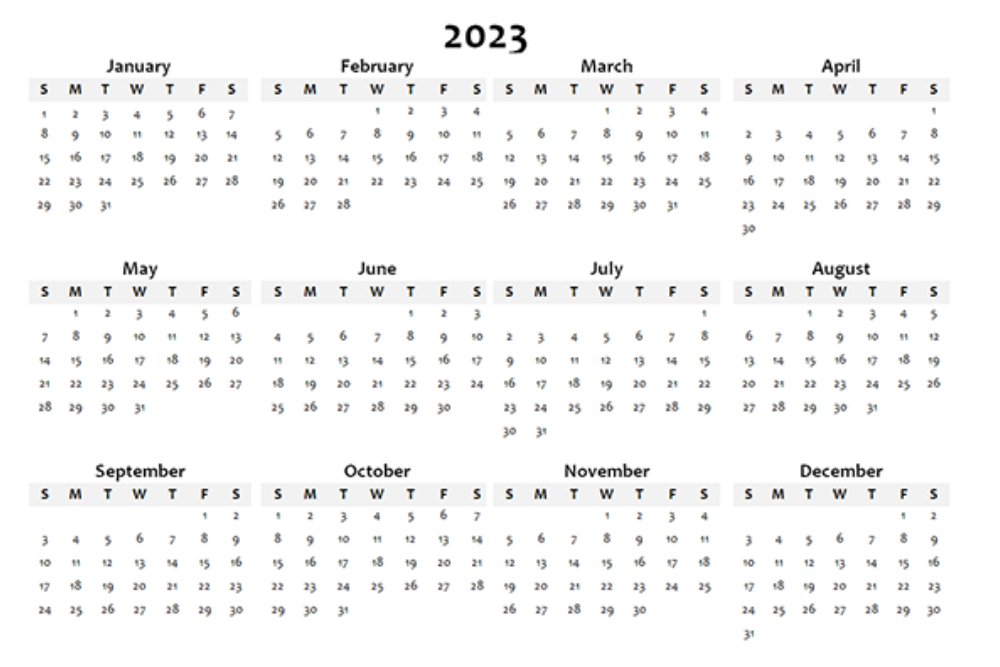 2023
January
S M T W T F S
1 2 3 4 5 6 7
8 9 10 11 12 13 14
15 16 17 18 19 20 21
22 23 24 25 26 27 28
29 30 31
February
S M T W T F S
1 2 3 4
5 6 7 8 9 10 11
12 13 14 15 16 17 18
19 20 21 22 23 24 25
26 27 28
March
S M T W T F S
1 2 3 4
5 6 7 8 9 10 11
12 13 14 15 16 17 18
19 20 21 22 23 24 25
26 27 28 29 30 31
April
S M T W T F S
1
2 3 4 5 6 7 8
9 10 11 12 13 14 15
16 17 18 19 20 21 22
23 24 25 26 27 28 29
30
May
S M T W T F S
1 2 3 4 5 6
7 8 9 10 11 12 13
14 15 16 17 18 19 20
21 22 23 24 25 26 27
28 29 30 31
June
S M T W T F S
1 2 3
4 5 6 7 8 9 10
11 12 13 14 15 16 17
18 19 20 21 22 23 24
25 26 27 28 29 30
July
S M T W T F S
1
2 3 4 5 6 7 8
9 10 11 12 13 14 15
16 17 18 19 20 21 22
23 24 25 26 27 28 29
30 31
August
S M T W T F S
1 2 3 4 5
6 7 8 9 10 11 12
13 14 15 16 17 18 19
20 21 22 23 24 25 26
27 28 29 30 31
September
S M T W T F S
1 2
3 4 5 6 7 8 9
10 11 12 13 14 15 16
17 18 19 20 21 22 23
24 25 26 27 28 29 30
October
S M T W T F S
1 2 3 4 5 6 7
8 9 10 11 12 13 14
15 16 17 18 19 20 21
22 23 24 25 26 27 28
29 30 31
November
S M T W T F S
1 2 3 4
5 6 7 8 9 10 11
12 13 14 15 16 17 18
19 20 21 22 23 24 25
26 27 28 29 30
December
S M T W T F S
1 2
3 4 5 6 7 8 9
10 11 12 13 14 15 16
17 18 19 20 21 22 23
24 25 26 27 28 29 30
31